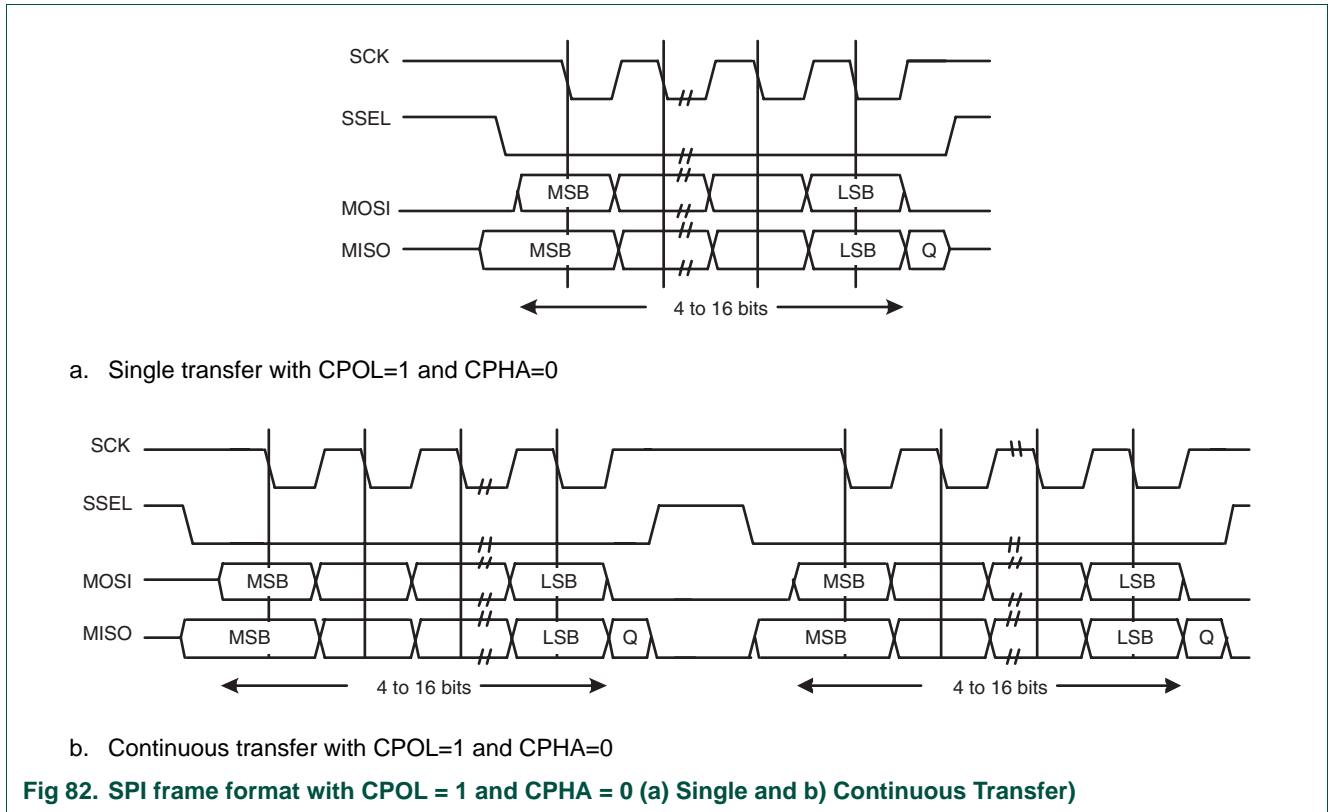 SCK
SSEL
MOSI MSB LSB
MISO MSB LSB Q
4 to 16 bits
a. Single transfer with CPOL=1 and CPHA=0
SCK
SSEL
MOSI MSB LSB MSB LSB
MISO MSB LSB Q MSB LSB Q
4 to 16 bits 4 to 16 bits
b. Continuous transfer with CPOL=1 and CPHA=0
Fig 82. SPI frame format with CPOL = 1 and CPHA = 0 (a) Single and b) Continuous Transfer)